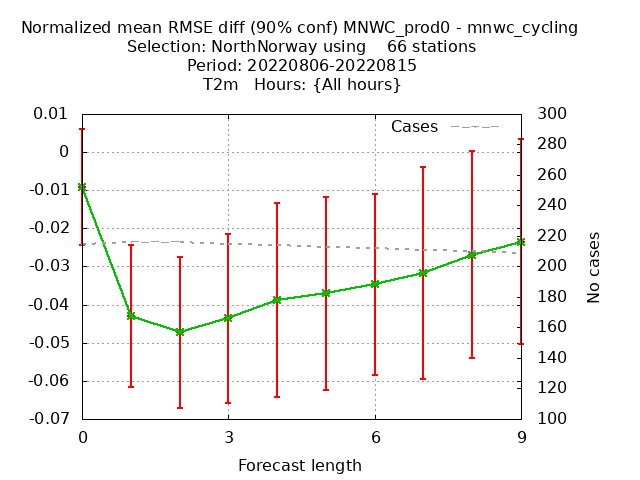 Normalized mean RMSE diff (90% conf) MNWC_prod0 - mnwc_cycling
Selection: NorthNorway using    66 stations
Period: 20220806-20220815
T2m   Hours: {All hours}
Cases
0.01
0
-0.01
-0.02
-0.03
-0.04
-0.05
-0.06
-0.07
300
280
260
240
220
200
180
160
140
120
100
No cases
0 3 6 9
Forecast length